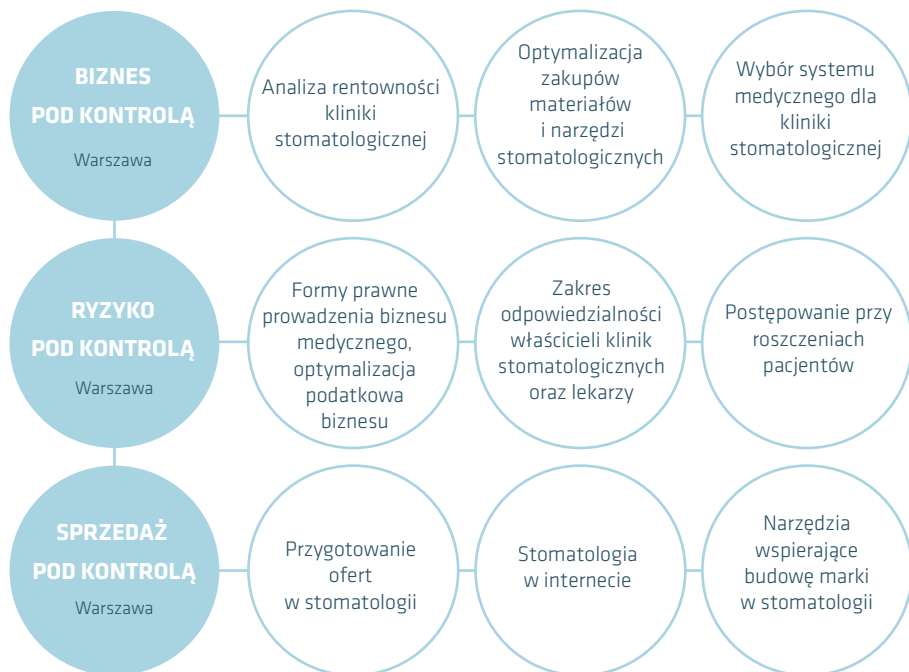 BIZNES
POD KONTROLĄ
Warszawa
Analiza rentowności
kliniki
stomatologicznej
Optymalizacja
zakupów
materiałów
i narzędzi
stomatologicznych
Wybór systemu
medycznego dla
kliniki
stomatologicznej
RYZYKO
POD KONTROLĄ
Warszawa
Formy prawne
prowadzenia biznesu
medycznego,
optymalizacja
podatkowa
biznesu
Zakres
odpowiedzialności
właścicieli klinik
stomatologicznych
oraz lekarzy
Postępowanie przy
roszczeniach
pacjentów
SPRZEDAŻ
POD KONTROLĄ
Warszawa
Przygotowanie
ofert
w stomatologii
Stomatologia
w internecie
Narzędzia
wspierające
budowę marki
w stomatologii